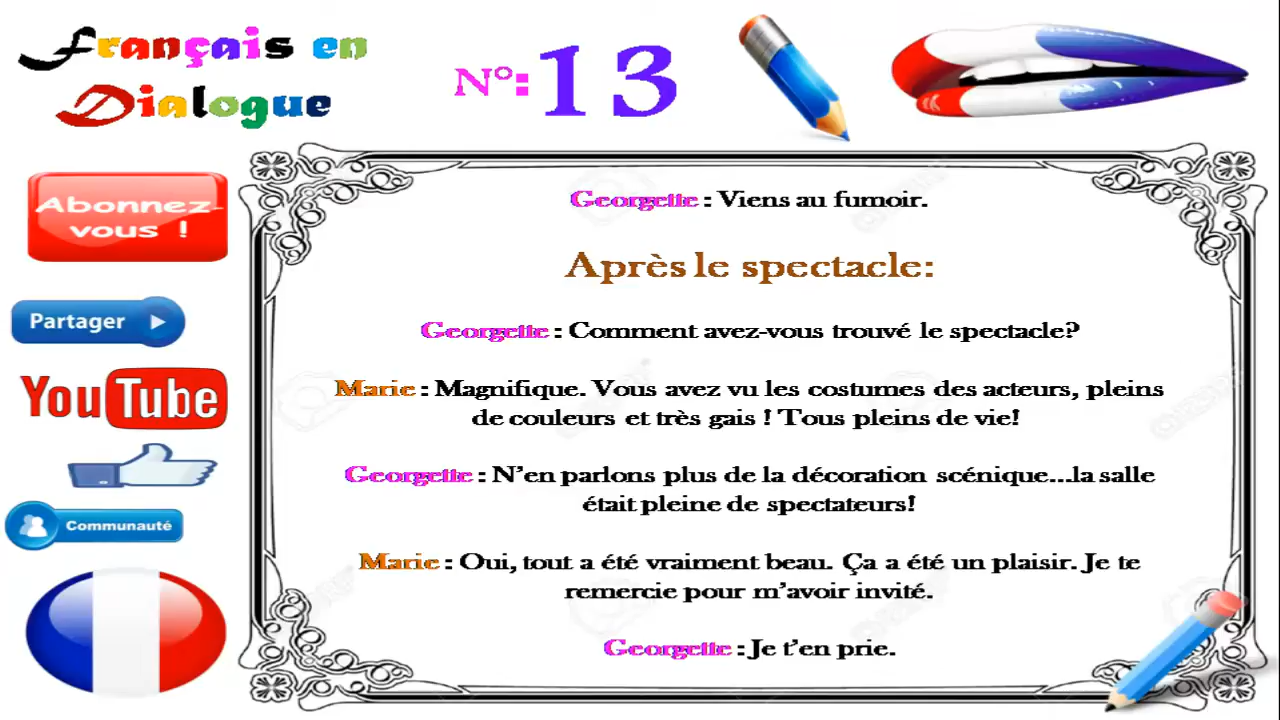 Français en
Dialogue
N°:13
Abonnez-
vous !
Partager
YouTube
Communauté
Georgette : Viens au fumoir.
Après le spectacle:
Georgette : Comment avez-vous trouvé le spectacle?
Marie : Magnifique. Vous avez vu les costumes des acteurs, pleins
de couleurs et très gais ! Tous pleins de vie!
Georgette : N’en parlons plus de la décoration scénique...la salle
était pleine de spectateurs!
Marie : Oui, tout a été vraiment beau. Ça a été un plaisir. Je te
remercie pour m’avoir invité.
Georgette : Je t’en prie.